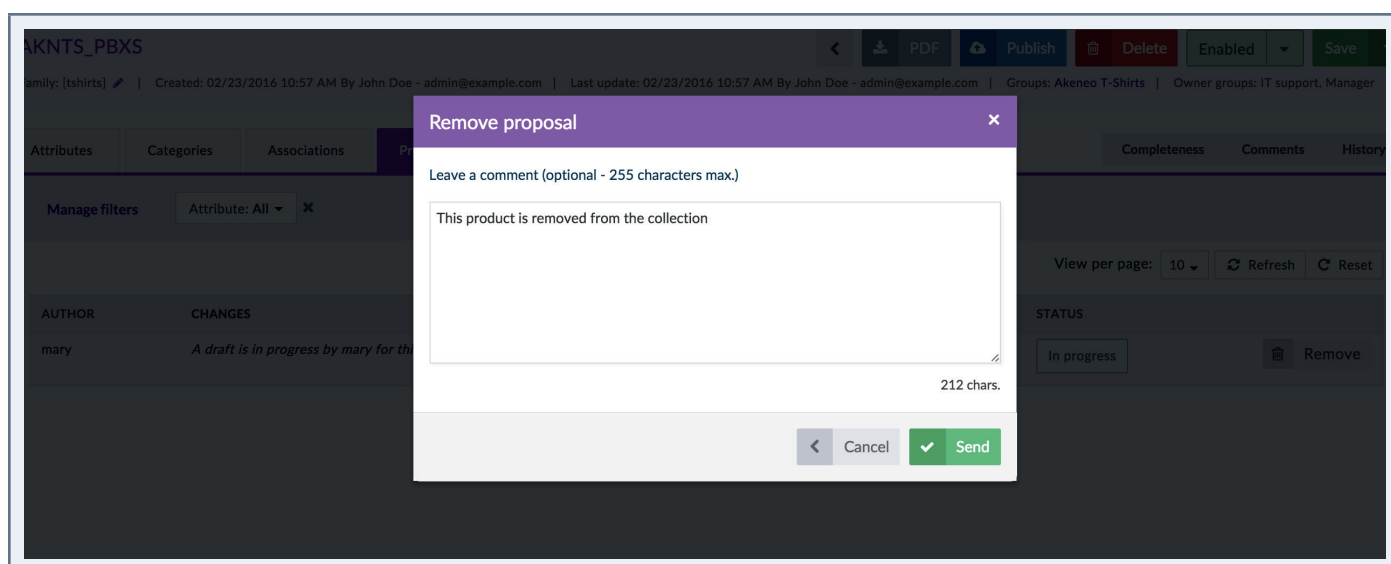 AKNTS_PBXS
PDF Publish Delete Enabled Save
Family: [tshirts] | Created: 02/23/2016 10:57 AM By John Doe - admin@example.com | Last update: 02/23/2016 10:57 AM By John Doe - admin@example.com | Groups: Akeneo T-Shirts | Owner groups: IT support, Manager
Remove proposal ×
Attributes Categories Associations Pr Completeness Comments History
Leave a comment (optional - 255 characters max.)
Manage filters Attribute: All
This product is removed from the collection
View per page: 10 Refresh Reset
AUTHOR CHANGES STATUS
mary A draft is in progress by mary for thi In progress Remove
212 chars.
Cancel Send